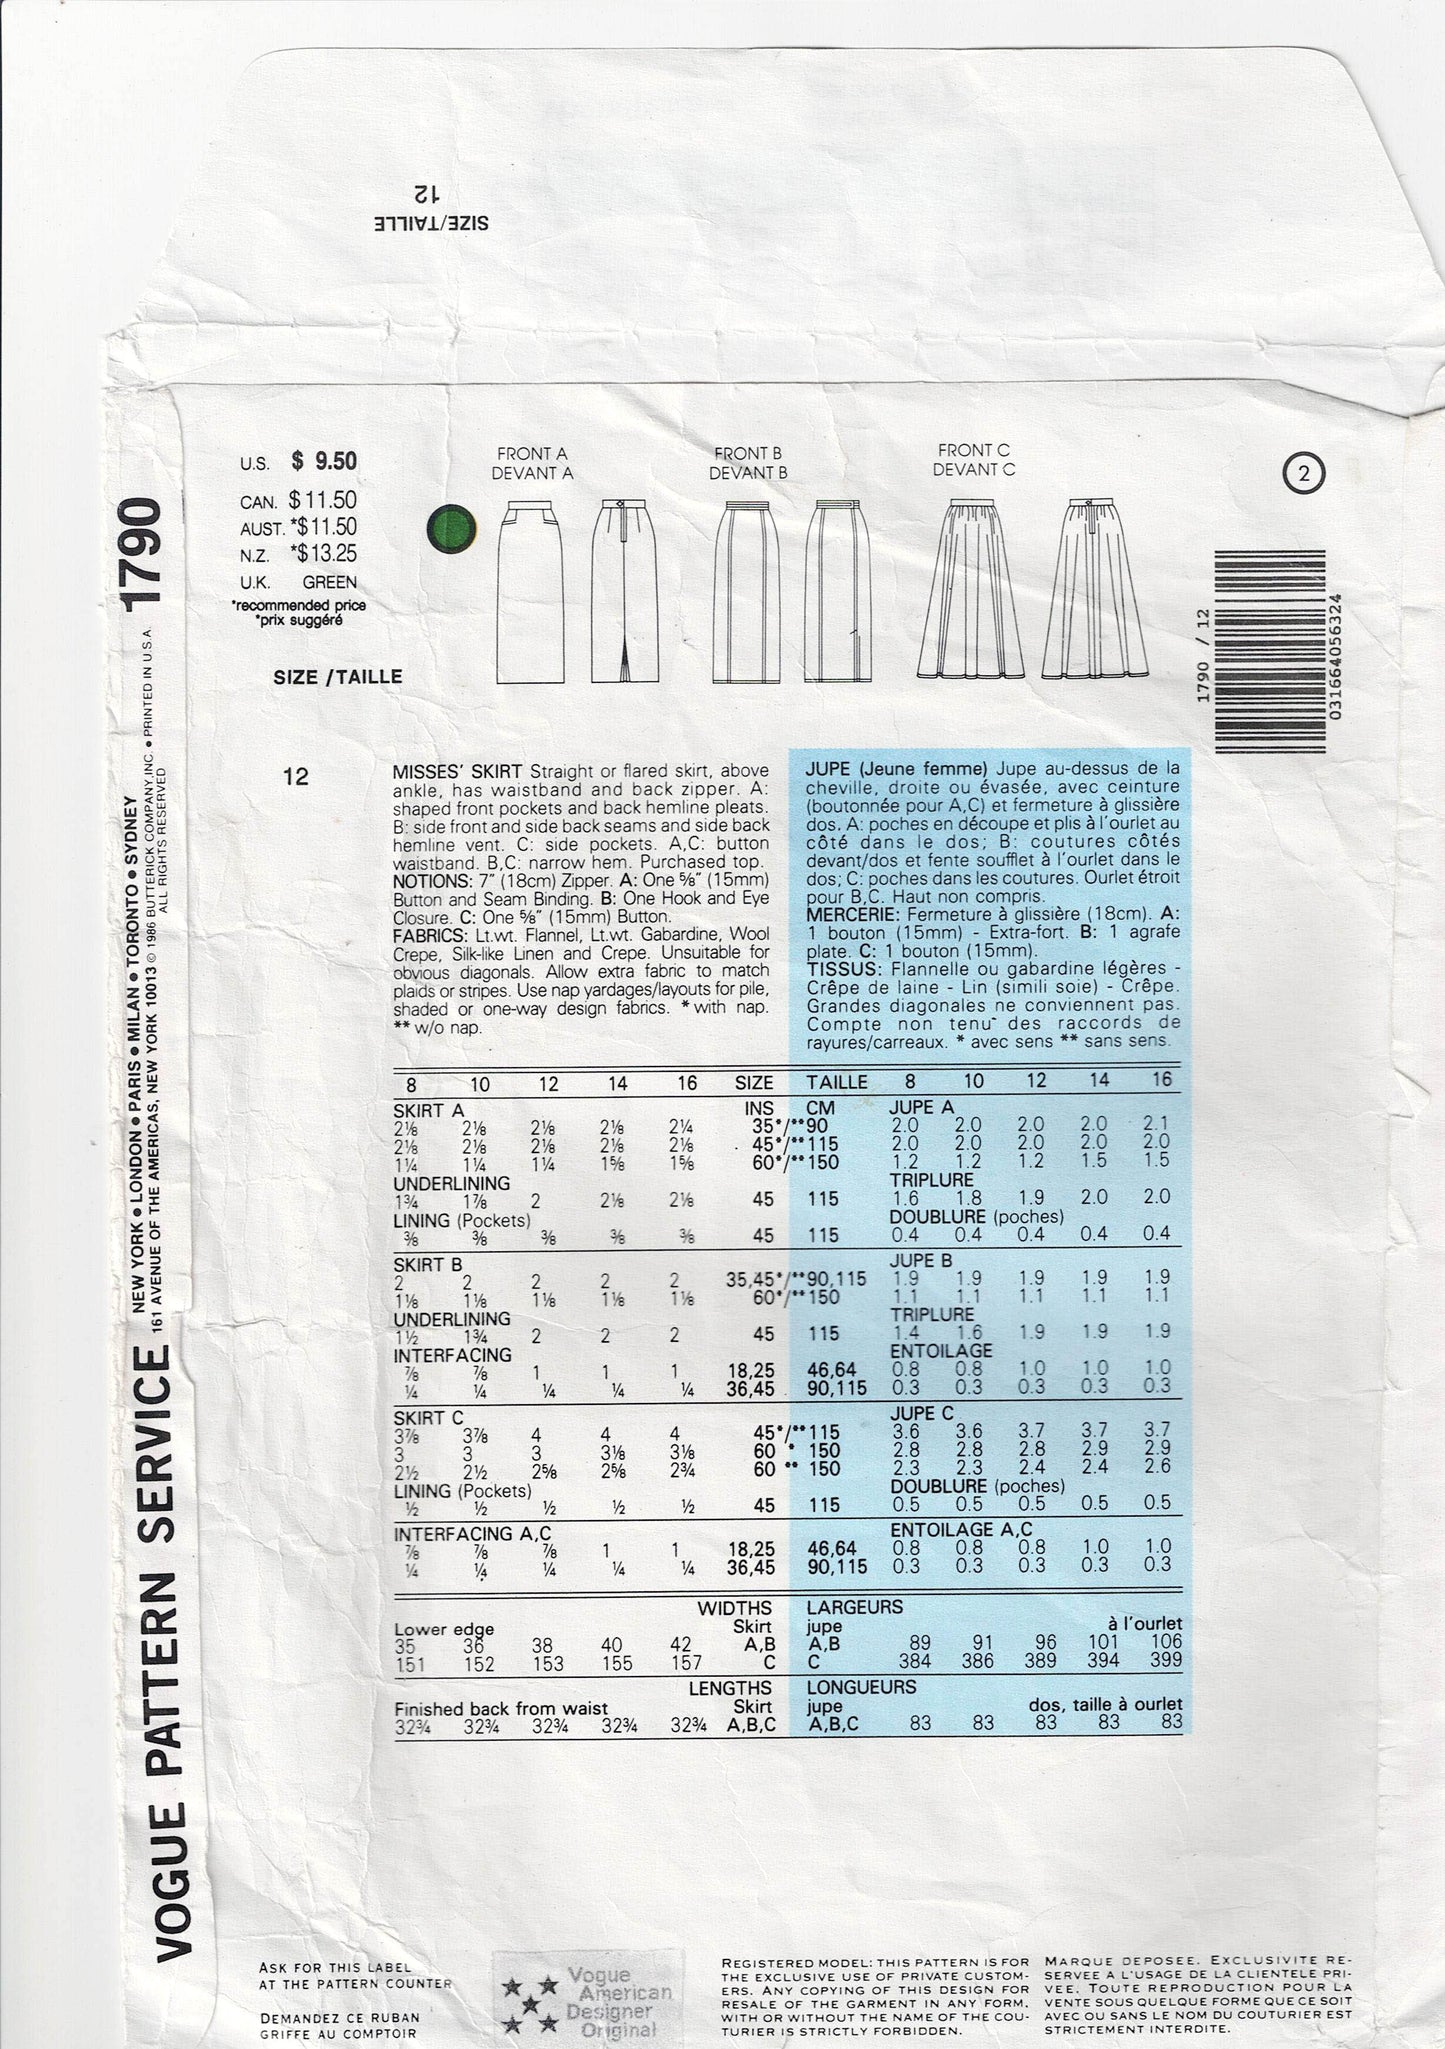 12
SIZE/TAILLE
U.S. $ 9.50
CAN. $11.50
AUST. *$11.50
N.Z. *$13.25
U.K. GREEN
*recommended price
*prix suggéré
SIZE /TAILLE
12
FRONT A
DEVANT A
FRONT B
DEVANT B
FRONT C
DEVANT C
2
1790 / 12
031664056324
MISSES' SKIRT Straight or flared skirt, above
ankle, has waistband and back zipper. A:
shaped front pockets and back hemline pleats.
B: side front and side back seams and side back
hemline vent. C: side pockets. A,C: button
waistband. B,C: narrow hem. Purchased top.
NOTIONS: 7" (18cm) Zipper. A: One ⅝" (15mm)
Button and Seam Binding. B: One Hook and Eye
Closure. C: One ⅝" (15mm) Button.
FABRICS: Lt.wt. Flannel, Lt.wt. Gabardine, Wool
Crepe, Silk-like Linen and Crepe. Unsuitable for
obvious diagonals. Allow extra fabric to match
plaids or stripes. Use nap yardages/layouts for pile,
shaded or one-way design fabrics. *with nap.
** w/o nap.
JUPE (Jeune femme) Jupe au-dessus de la
cheville, droite ou évasée, avec ceinture
(boutonnée pour A,C) et fermeture à glissière
dos. A: poches en découpe et plis à l'ourlet au
côté dans le dos; B: coutures côtés
devant/dos et fente soufflet à l'ourlet dans le
dos; C: poches dans les coutures. Ourlet étroit
pour B,C. Haut non compris.
MERCERIE: Fermeture à glissière (18cm). A:
1 bouton (15mm) - Extra-fort. B: 1 agrafe
plate. C: 1 bouton (15mm).
TISSUS: Flannelle ou gabardine légères -
Crêpe de laine - Lin (simili soie) - Crêpe.
Grandes diagonales ne conviennent pas.
Compte non tenu des raccords de
rayures/carreaux. * avec sens ** sans sens.
8 10 12 14 16 SIZE TAILLE 8 10 12 14 16
SKIRT A INS CM JUPE A
2⅛ 2⅛ 2⅛ 2⅛ 2¼ 35*/**90 2.0 2.0 2.0 2.0 2.1
2⅛ 2⅛ 2⅛ 2⅛ 2⅛ 45*/**115 2.0 2.0 2.0 2.0 2.0
1¼ 1¼ 1¼ 1⅝ 1⅝ 60*/**150 1.2 1.2 1.2 1.5 1.5
UNDERLINING TRIPLURE
1¾ 1⅞ 2 2⅛ 2⅛ 45 115 1.6 1.8 1.9 2.0 2.0
LINING (Pockets) DOUBLURE (poches)
⅜ ⅜ ⅜ ⅜ ⅜ 45 115 0.4 0.4 0.4 0.4 0.4
SKIRT B JUPE B
2 2 2 2 2 35,45*/**90,115 1.9 1.9 1.9 1.9 1.9
1⅛ 1⅛ 1⅛ 1⅛ 1⅛ 60*/**150 1.1 1.1 1.1 1.1 1.1
UNDERLINING TRIPLURE
1½ 1¾ 2 2 2 45 115 1.4 1.6 1.9 1.9 1.9
INTERFACING ENTOILAGE
⅞ ⅞ 1 1 1 18,25 46,64 0.8 0.8 1.0 1.0 1.0
¼ ¼ ¼ ¼ ¼ 36,45 90,115 0.3 0.3 0.3 0.3 0.3
SKIRT C JUPE C
3⅞ 3⅞ 4 4 4 45*/**115 3.6 3.6 3.7 3.7 3.7
3 3 3 3⅛ 3⅛ 60 * 150 2.8 2.8 2.8 2.9 2.9
2½ 2½ 2⅝ 2⅝ 2¾ 60 ** 150 2.3 2.3 2.4 2.4 2.6
LINING (Pockets) DOUBLURE (poches)
½ ½ ½ ½ ½ 45 115 0.5 0.5 0.5 0.5 0.5
INTERFACING A,C ENTOILAGE A,C
⅞ ⅞ ⅞ 1 1 18,25 46,64 0.8 0.8 0.8 1.0 1.0
¼ ¼ ¼ ¼ ¼ 36,45 90,115 0.3 0.3 0.3 0.3 0.3
WIDTHS LARGEURS
Lower edge Skirt jupe à l'ourlet
35 36 38 40 42 A,B A,B 89 91 96 101 106
151 152 153 155 157 C C 384 386 389 394 399
LENGTHS LONGUEURS
Finished back from waist Skirt jupe dos, taille à ourlet
32¾ 32¾ 32¾ 32¾ 32¾ A,B,C A,B,C 83 83 83 83 83
VOGUE PATTERN SERVICE NEW YORK ● LONDON ● PARIS ● MILAN ● TORONTO ● SYDNEY 1790
161 AVENUE OF THE AMERICAS, NEW YORK 10013 © 1986 BUTTERICK COMPANY, INC. ● PRINTED IN U.S.A.
ALL RIGHTS RESERVED
ASK FOR THIS LABEL
AT THE PATTERN COUNTER
DEMANDEZ CE RUBAN
GRIFFE AU COMPTOIR
Vogue
American
Designer
Original
REGISTERED MODEL: THIS PATTERN IS FOR
THE EXCLUSIVE USE OF PRIVATE CUSTOM-
ERS. ANY COPYING OF THIS DESIGN FOR
RESALE OF THE GARMENT IN ANY FORM,
WITH OR WITHOUT THE NAME OF THE COU-
TURIER IS STRICTLY FORBIDDEN.
MARQUE DEPOSEE. EXCLUSIVITE RE-
SERVEE A L'USAGE DE LA CLIENTELE PRI-
VEE. TOUTE REPRODUCTION POUR LA
VENTE SOUS QUELQUE FORME QUE CE SOIT
AVEC OU SANS LE NOM DU COUTURIER EST
STRICTEMENT INTERDITE.